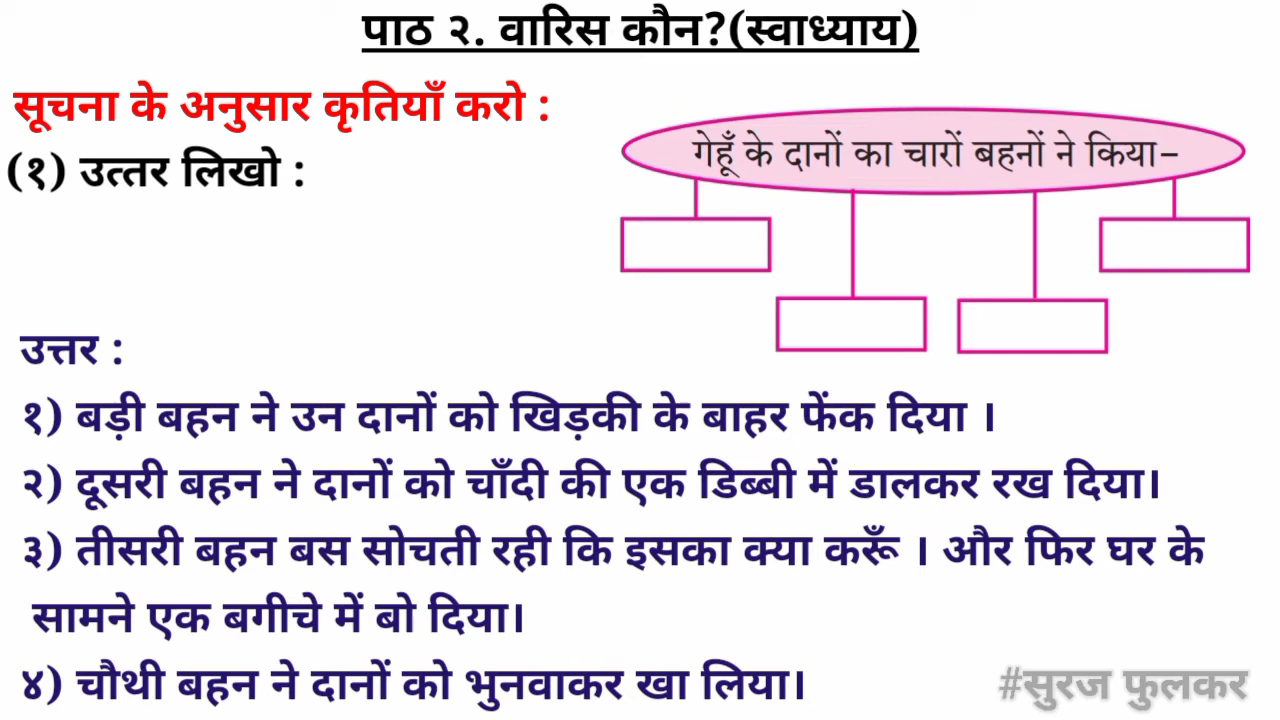 पाठ २. वारिस कौन?(स्वाध्याय)
सूचना के अनुसार कृतियाँ करो :
(१) उत्तर लिखो :
गेहूँ के दानों का चारों बहनों ने किया–
उत्तर :
१) बड़ी बहन ने उन दानों को खिड़की के बाहर फेंक दिया ।
२) दूसरी बहन ने दानों को चाँदी की एक डिब्बी में डालकर रख दिया।
३) तीसरी बहन बस सोचती रही कि इसका क्या करूँ । और फिर घर के
सामने एक बगीचे में बो दिया।
४) चौथी बहन ने दानों को भुनवाकर खा लिया।
#सुरज फुलकर